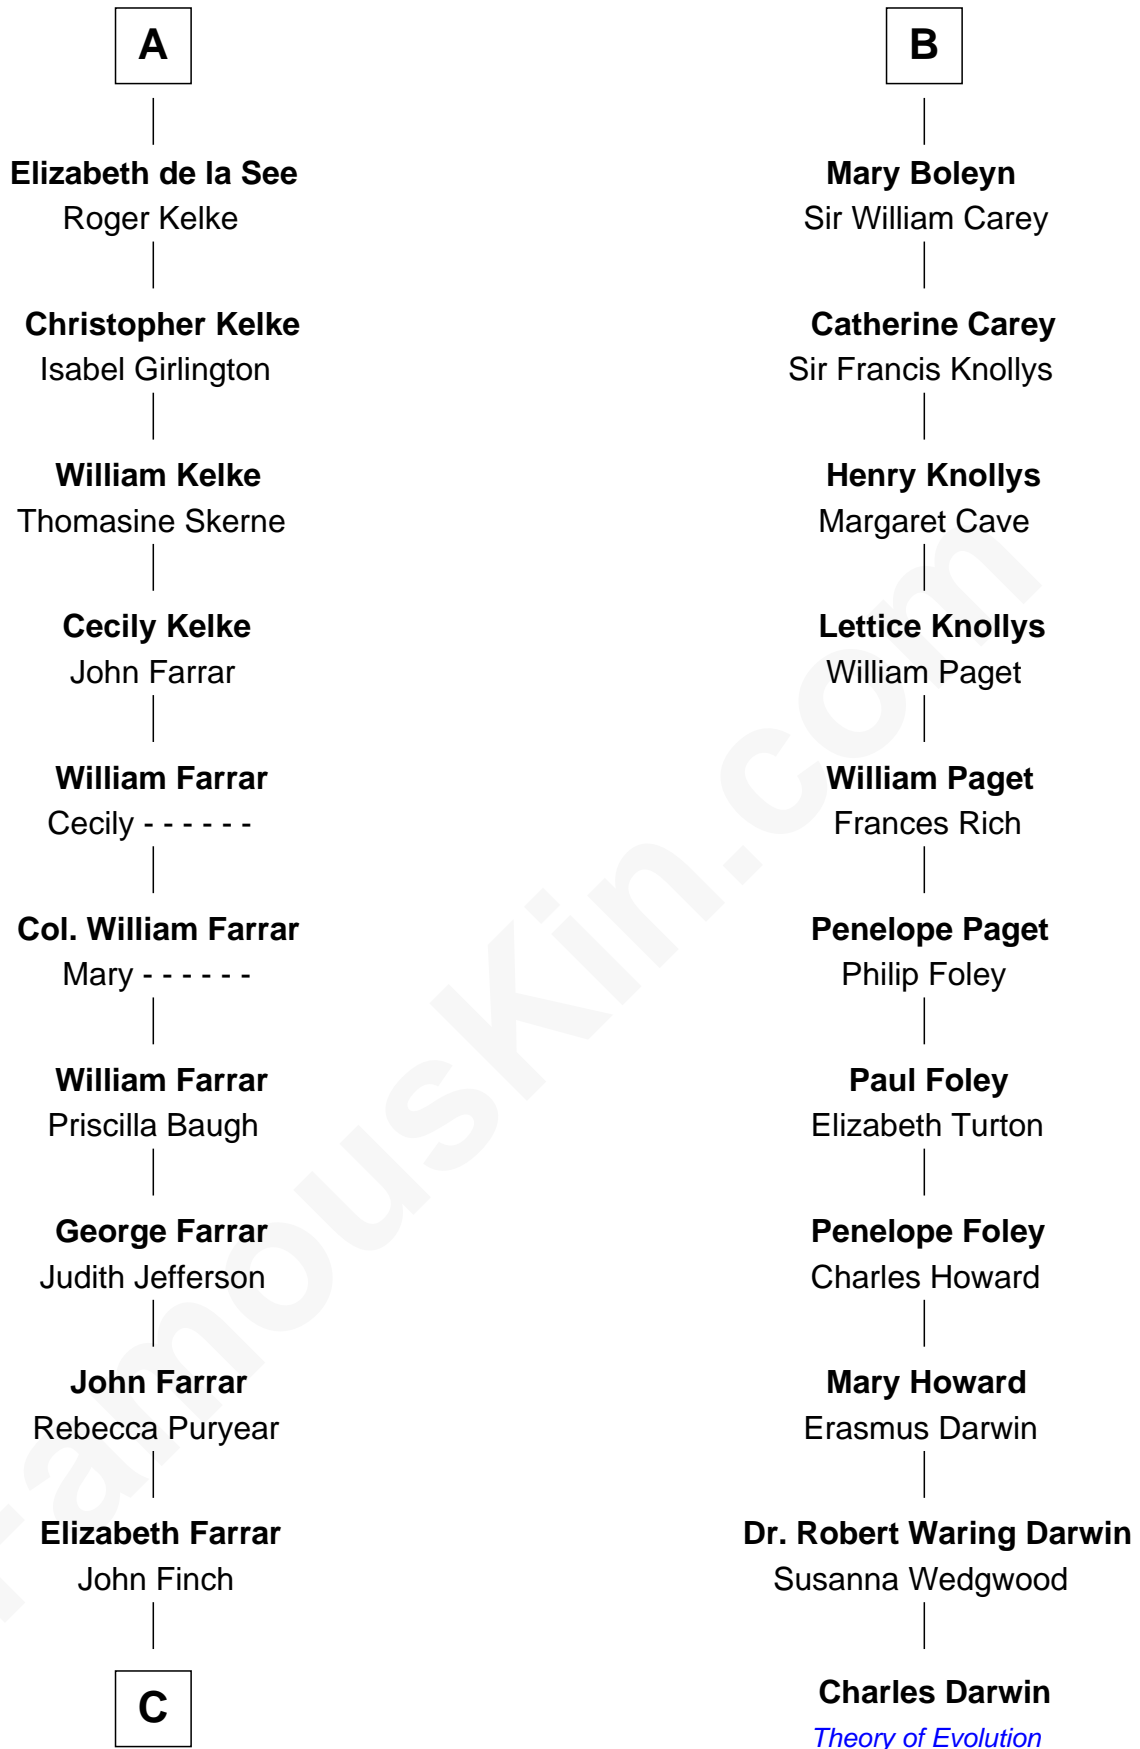 A
Elizabeth de la See
Roger Kelke
Christopher Kelke
Isabel Girlington
William Kelke
Thomasine Skerne
Cecily Kelke
John Farrar
William Farrar
Cecily - - - - - -
Col. William Farrar
Mary - - - - - -
William Farrar
Priscilla Baugh
George Farrar
Judith Jefferson
John Farrar
Rebecca Puryear
Elizabeth Farrar
John Finch
C
B
Mary Boleyn
Sir William Carey
Catherine Carey
Sir Francis Knollys
Henry Knollys
Margaret Cave
Lettice Knollys
William Paget
William Paget
Frances Rich
Penelope Paget
Philip Foley
Paul Foley
Elizabeth Turton
Penelope Foley
Charles Howard
Mary Howard
Erasmus Darwin
Dr. Robert Waring Darwin
Susanna Wedgwood
Charles Darwin
Theory of Evolution
FamousKin.com